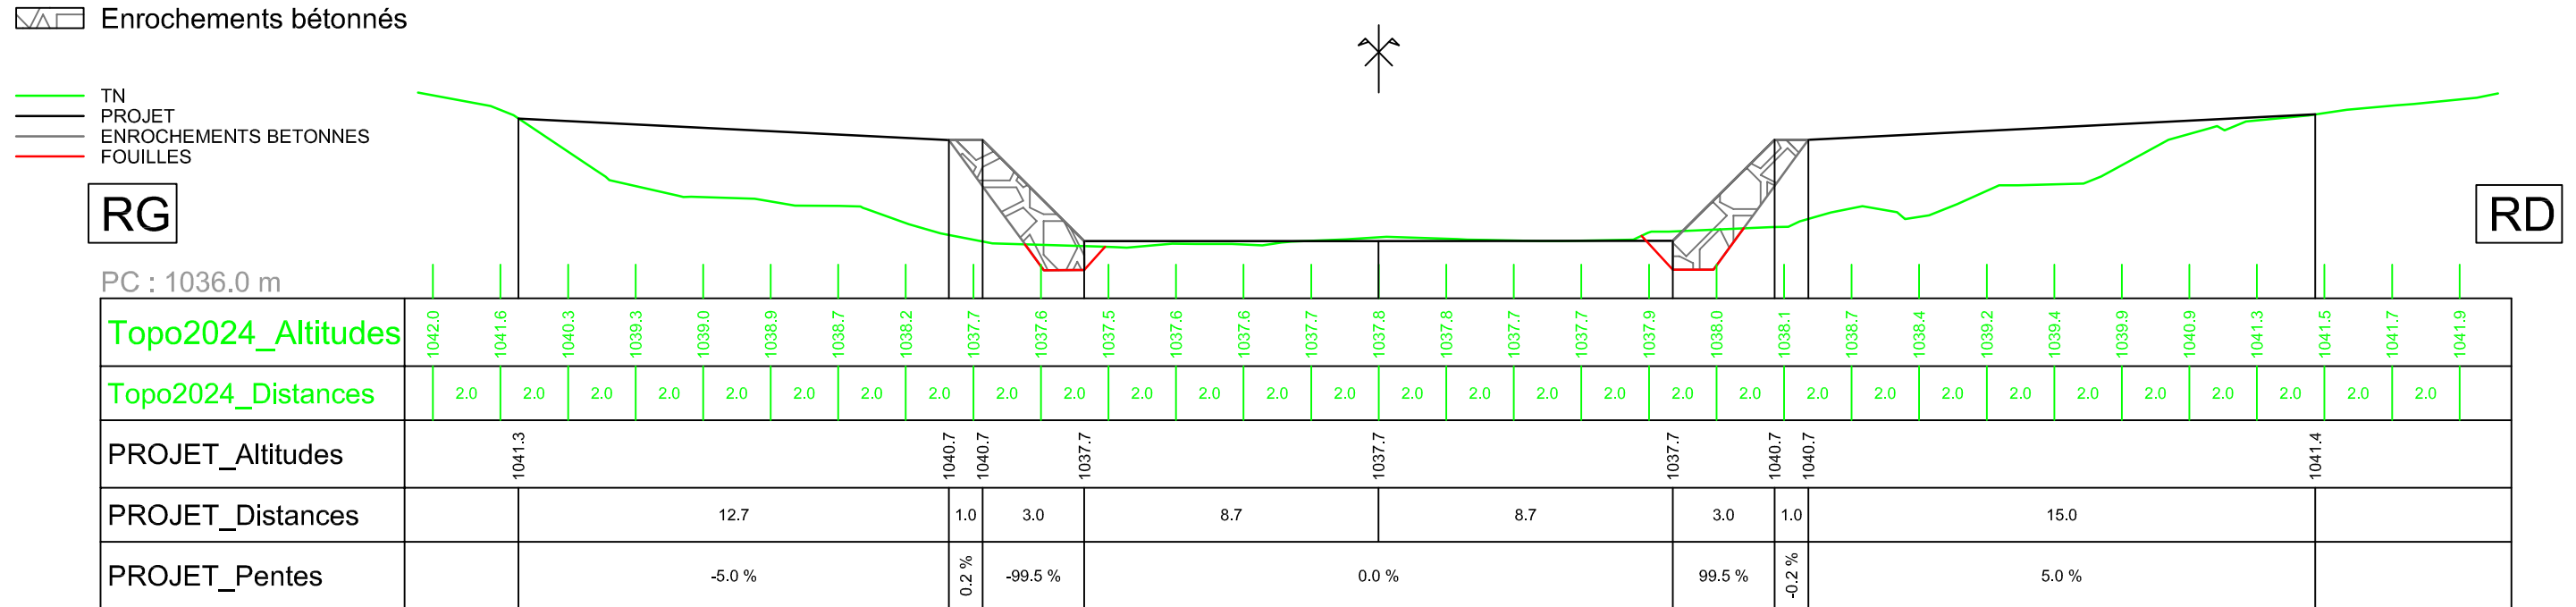 Enrochements bétonnés
TN
PROJET
ENROCHEMENTS BETONNES
FOUILLES
RG
RD
PC : 1036.0 m
Topo2024_Altitudes 1042.0 1041.6 1040.3 1039.3 1039.0 1038.9 1038.7 1038.2 1037.7 1037.6 1037.5 1037.6 1037.6 1037.7 1037.8 1037.8 1037.7 1037.7 1037.9 1038.0 1038.1 1038.7 1038.4 1039.2 1039.4 1039.9 1040.9 1041.3 1041.5 1041.7 1041.9
Topo2024_Distances 2.0 2.0 2.0 2.0 2.0 2.0 2.0 2.0 2.0 2.0 2.0 2.0 2.0 2.0 2.0 2.0 2.0 2.0 2.0 2.0 2.0 2.0 2.0 2.0 2.0 2.0 2.0 2.0 2.0 2.0
PROJET_Altitudes 1041.3 1040.7 1040.7 1037.7 1037.7 1037.7 1040.7 1040.7 1041.4
PROJET_Distances 12.7 1.0 3.0 8.7 8.7 3.0 1.0 15.0
PROJET_Pentes -5.0 % 0.2 % -99.5 % 0.0 % 99.5 % -0.2 % 5.0 %